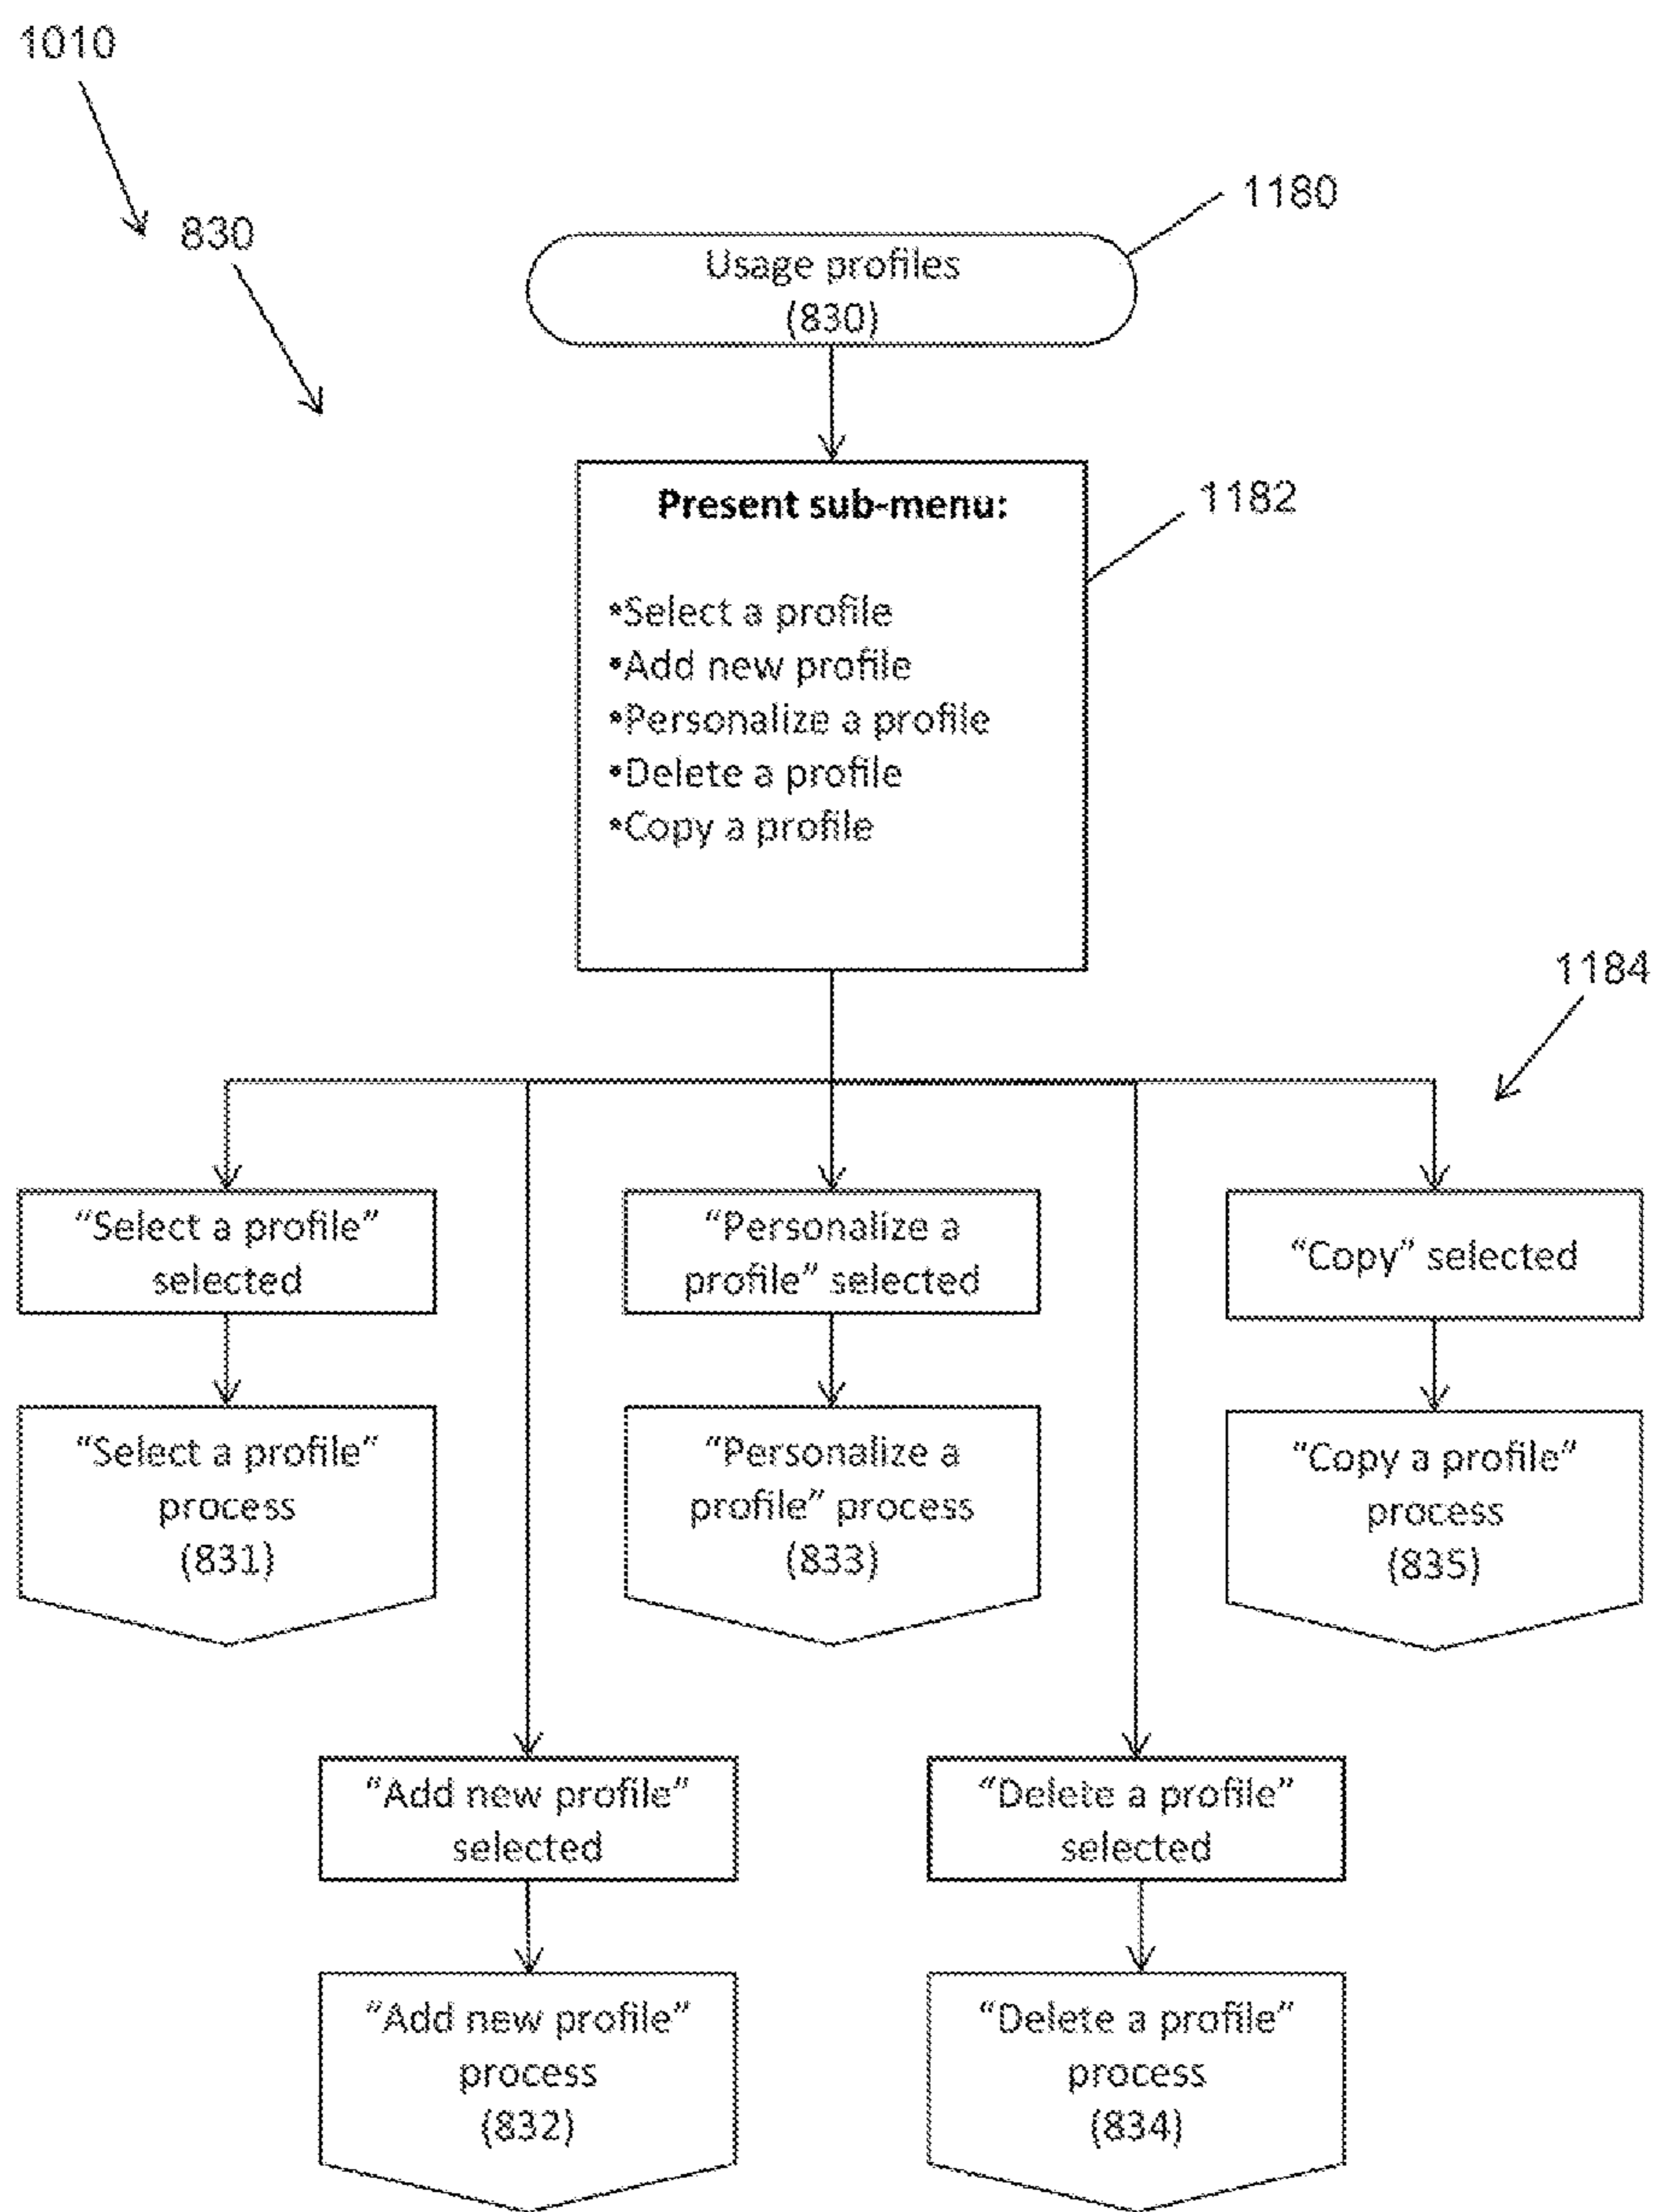 1010
830
1180
Usage profiles
(830)
1182
Present sub-menu:
•Select a profile
•Add new profile
•Personalize a profile
•Delete a profile
•Copy a profile
1184
“Select a profile”
selected
“Personalize a
profile” selected
“Copy” selected
“Select a profile”
process
(831)
“Personalize a
profile” process
(833)
“Copy a profile”
process
(835)
“Add new profile”
selected
“Delete a profile”
selected
“Add new profile”
process
(832)
“Delete a profile”
process
(834)